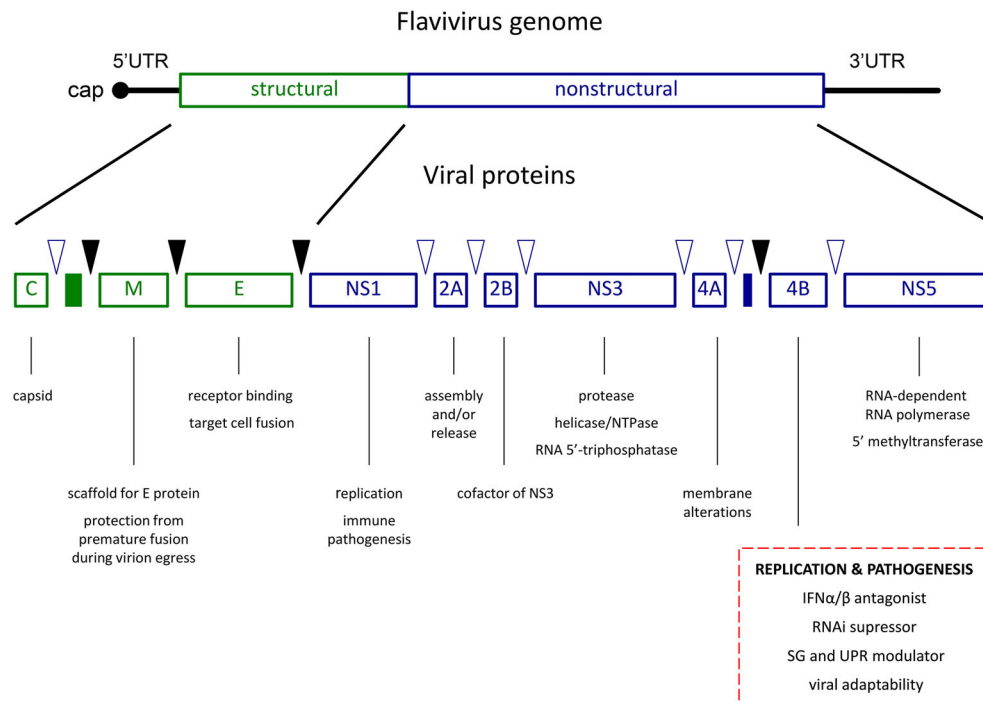 Flavivirus genome
5'UTR
3'UTR
cap
structural
nonstructural
Viral proteins
C
M
E
NS1
2A
2B
NS3
4A
4B
NS5
capsid
receptor binding
target cell fusion
assembly
and/or
release
protease
helicase/NTPase
RNA 5'-triphosphatase
RNA-dependent
RNA polymerase
5' methyltransferase
scaffold for E protein
protection from
premature fusion
during virion egress
replication
immune
pathogenesis
cofactor of NS3
membrane
alterations
REPLICATION & PATHOGENESIS
IFNα/β antagonist
RNAi supressor
SG and UPR modulator
viral adaptability